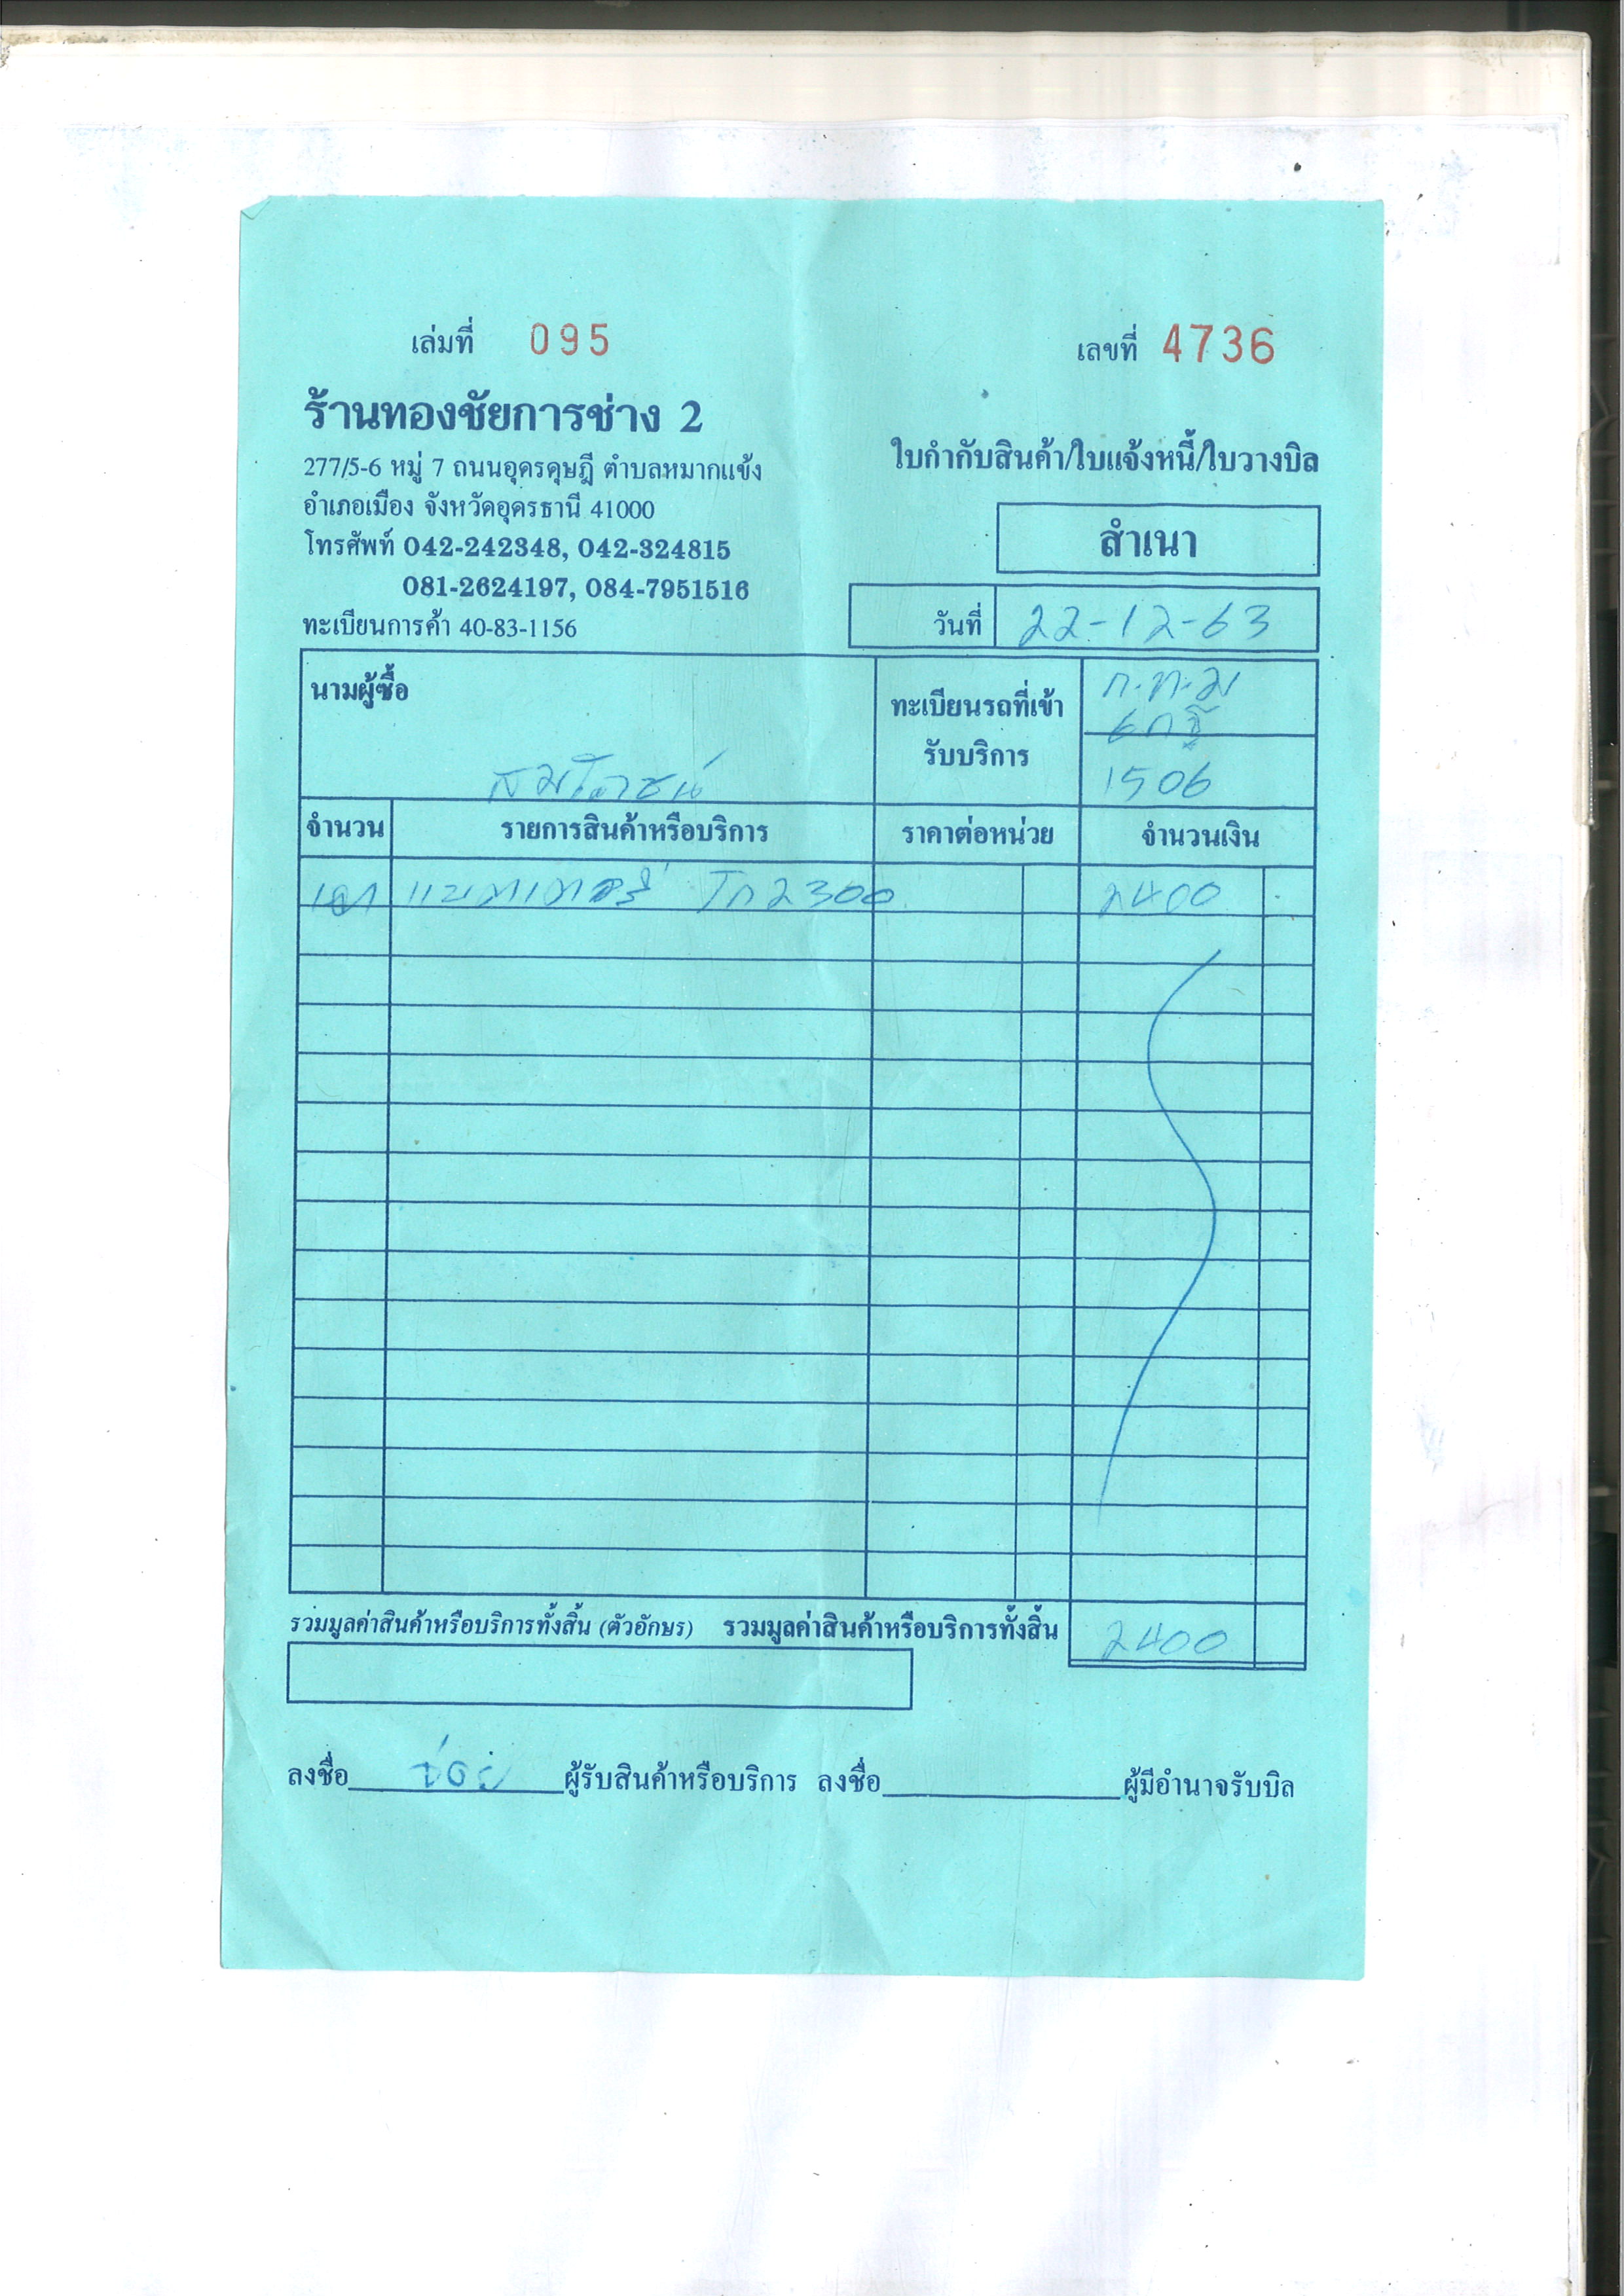 เล่มที่ 095
เลขที่ 4736
ร้านทองชัยการช่าง 2
277/5-6 หมู่ 7 ถนนอุดรดุษฎี ตำบลหมากแข้ง
อำเภอเมือง จังหวัดอุดรธานี 41000
โทรศัพท์ 042-242348, 042-324815
081-2624197, 084-7951516
ทะเบียนการค้า 40-83-1156
ใบกำกับสินค้า/ใบแจ้งหนี้/ใบวางบิล
สำเนา
วันที่ 22-12-63
นามผู้ซื้อ
ทะเบียนรถที่เข้า
รับบริการ
ก.ท.ม
6กฐ
1506
จำนวน รายการสินค้าหรือบริการ ราคาต่อหน่วย จำนวนเงิน
แบตเตอรี่ 2300 2400
รวมมูลค่าสินค้าหรือบริการทั้งสิ้น (ตัวอักษร) รวมมูลค่าสินค้าหรือบริการทั้งสิ้น 2400
ลงชื่อ ผู้รับสินค้าหรือบริการ ลงชื่อ ผู้มีอำนาจรับบิล